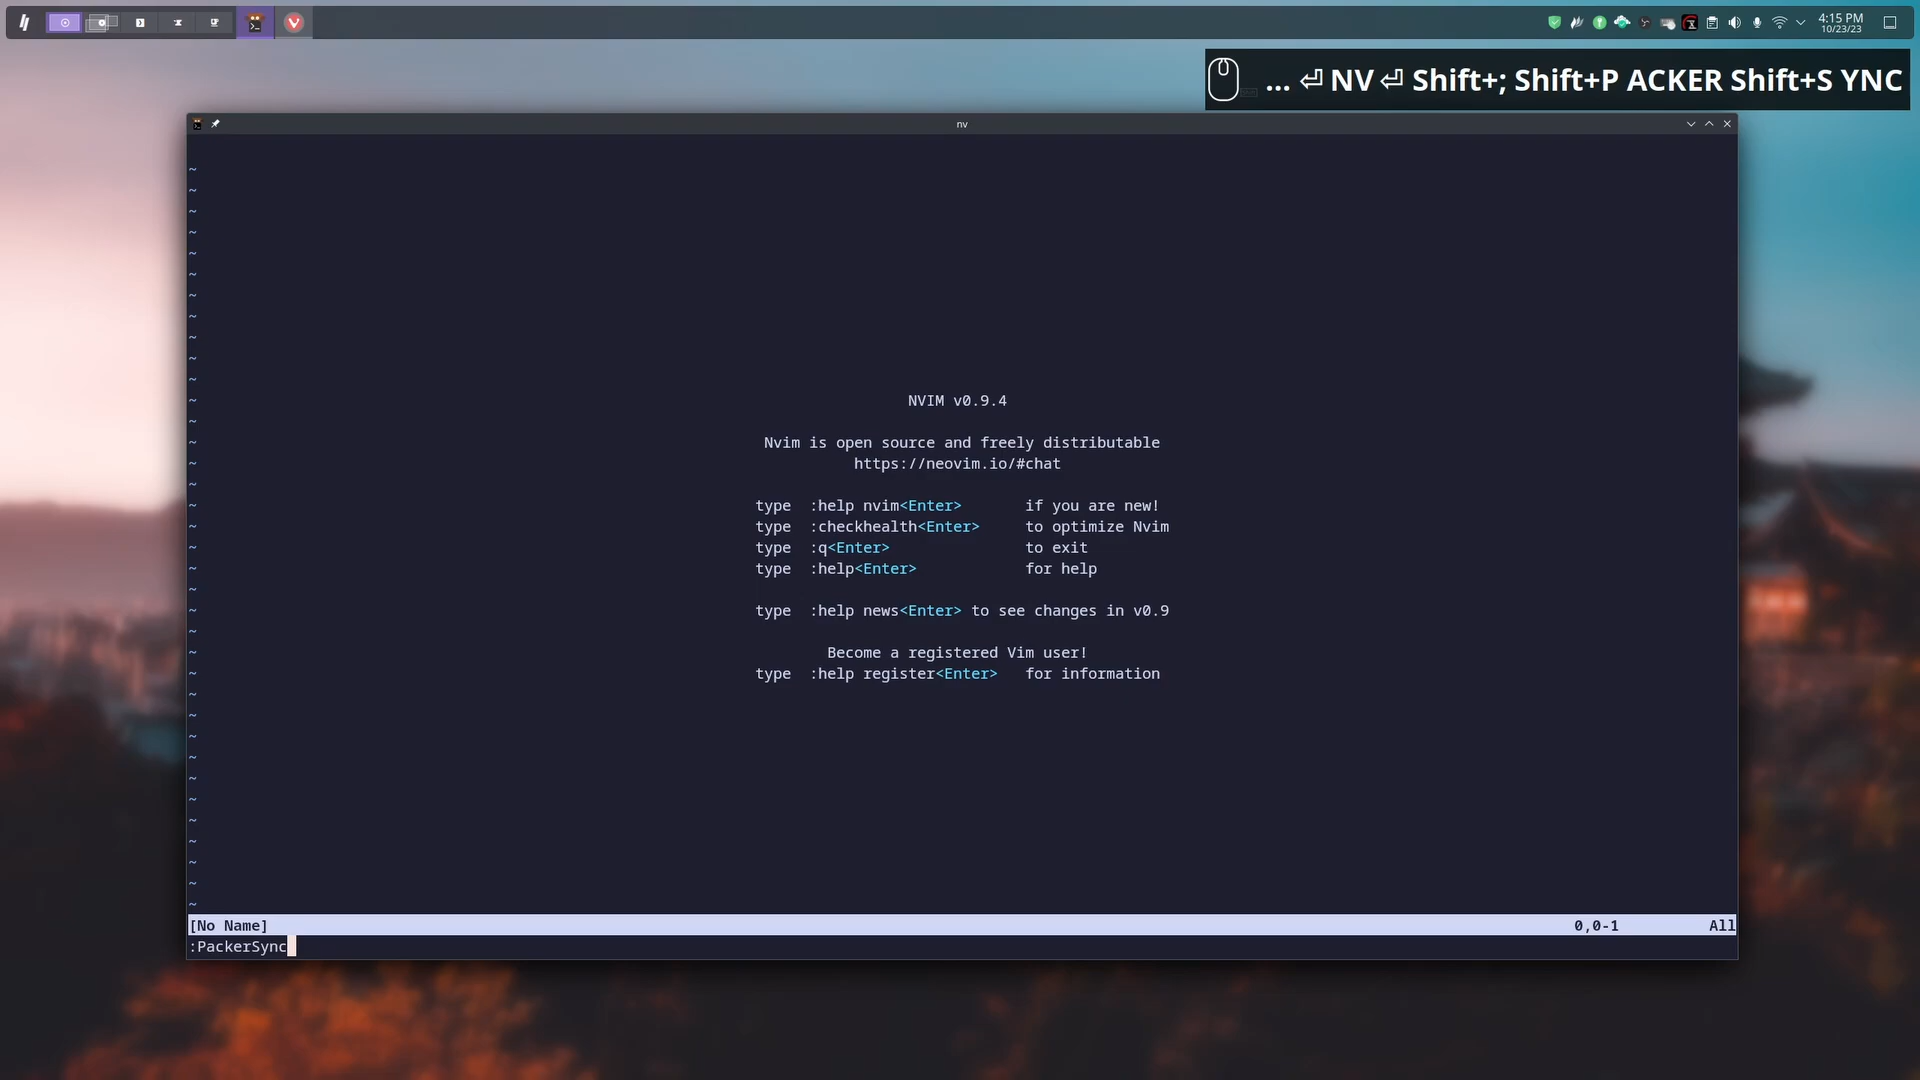 4:15 PM
10/23/23
... ⏎ NV ⏎ Shift+; Shift+P ACKER Shift+S YNC
nv
~
~
~
~
~
~
~
~
~
~
~
~ NVIM v0.9.4
~
~ Nvim is open source and freely distributable
~ https://neovim.io/#chat
~
~ type :help nvim<Enter> if you are new!
~ type :checkhealth<Enter> to optimize Nvim
~ type :q<Enter> to exit
~ type :help<Enter> for help
~
~ type :help news<Enter> to see changes in v0.9
~
~ Become a registered Vim user!
~ type :help register<Enter> for information
~
~
~
~
~
~
~
~
~
~
~
[No Name] 0,0-1 All
:PackerSync